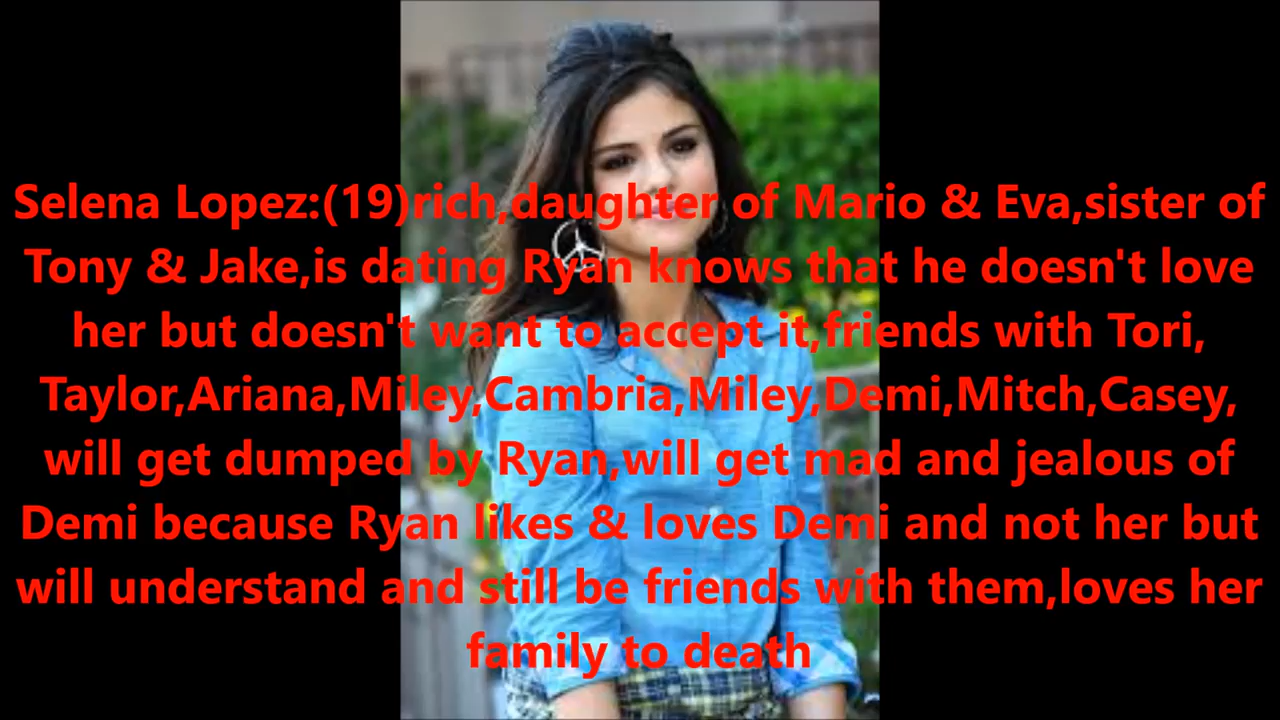 Selena Lopez:(19)rich,daughter of Mario & Eva,sister of
Tony & Jake,is dating Ryan knows that he doesn't love
her but doesn't want to accept it,friends with Tori,
Taylor,Ariana,Miley,Cambria,Miley,Demi,Mitch,Casey,
will get dumped by Ryan,will get mad and jealous of
Demi because Ryan likes & loves Demi and not her but
will understand and still be friends with them,loves her
family to death